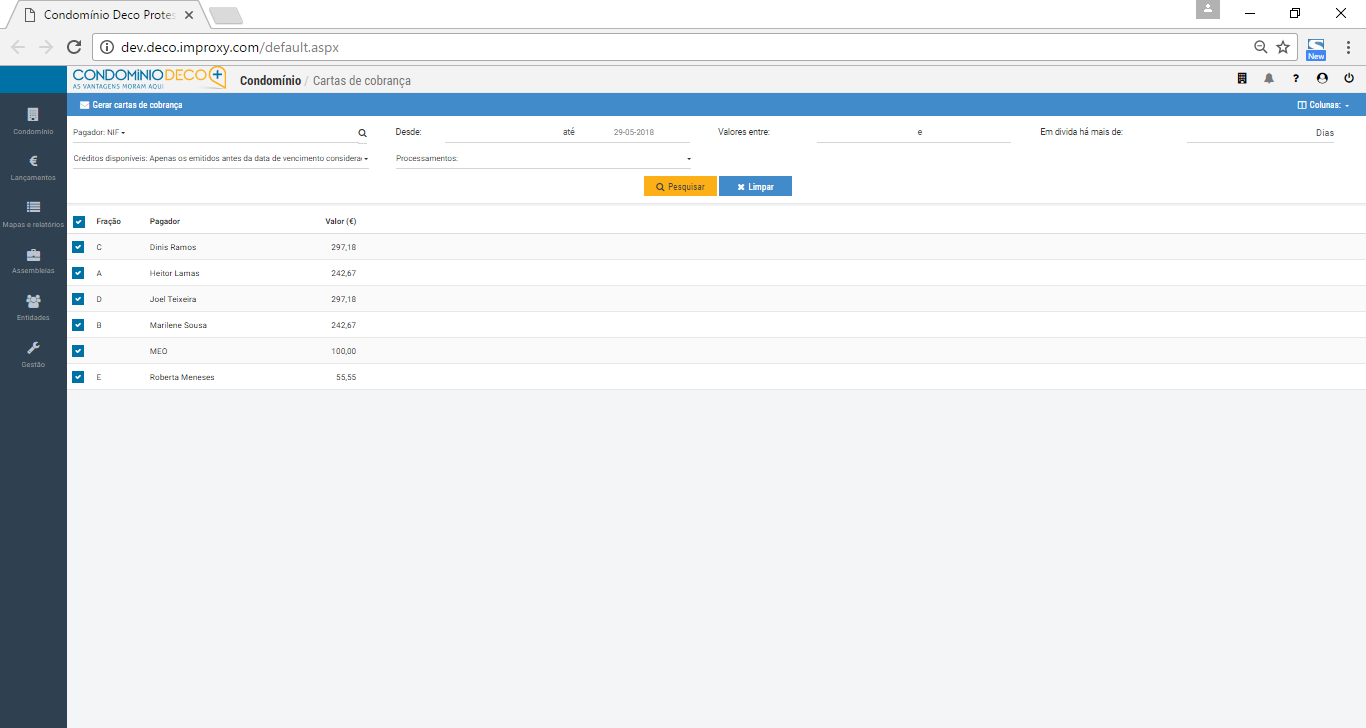 Condomínio Deco Protes
dev.deco.improxy.com/default.aspx
New
CONDOMÍNIODECO+
AS VANTAGENS MORAM AQUI
Condomínio / Cartas de cobrança
?
Gerar cartas de cobrança
Colunas:
Condomínio
€
Lançamentos
Mapas e relatórios
Assembleias
Entidades
Gestão
Pagador: NIF
Desde: até 29-05-2018
Valores entre: e
Em dívida há mais de: Dias
Créditos disponíveis: Apenas os emitidos antes da data de vencimento considera
Processamentos:
Pesquisar
Limpar
Fração Pagador Valor (€)
C Dinis Ramos 297,18
A Heitor Lamas 242,67
D Joel Teixeira 297,18
B Marilene Sousa 242,67
MEO 100,00
E Roberta Meneses 55,55